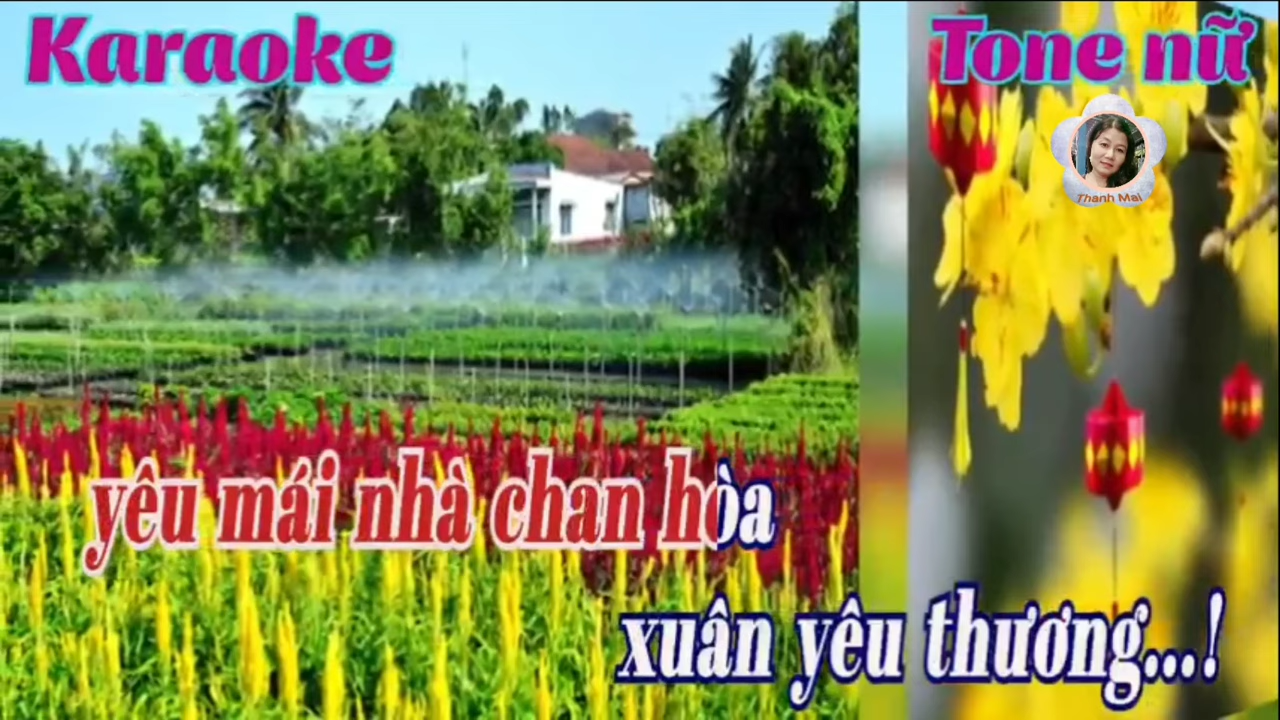 Karaoke
Tone nữ
Thanh Mai
yêu mái nhà chan hòa
xuân yêu thương...!